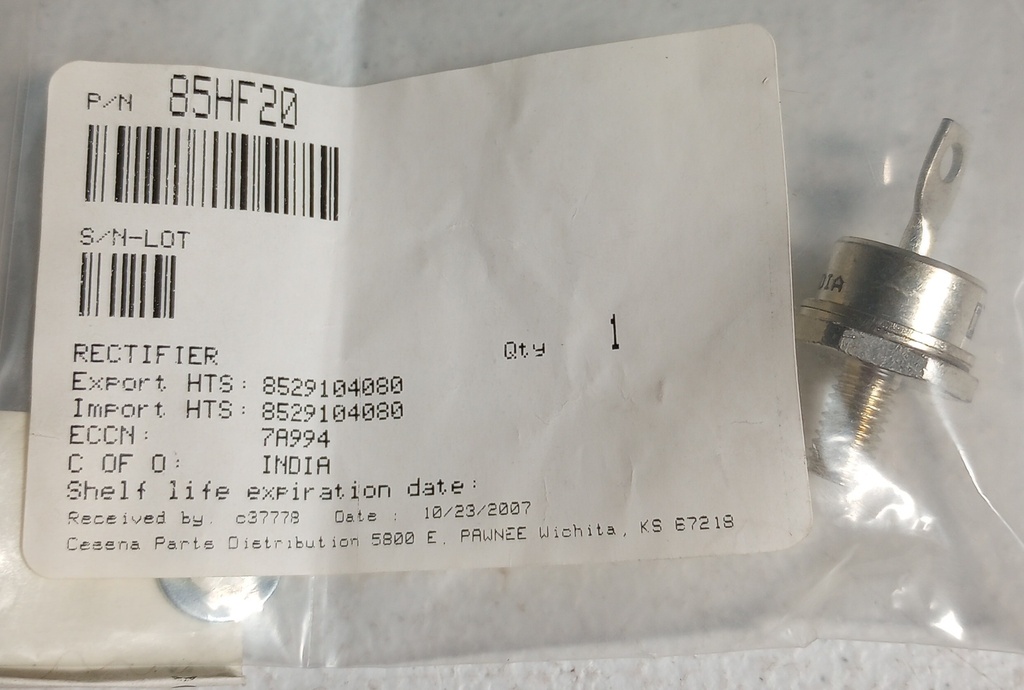 P/N 85HF20
S/N-LOT
RECTIFIER
Qty 1
Export HTS: 8529104080
Import HTS: 8529104080
ECCN: 7A994
C OF O: INDIA
Shelf life expiration date:
Received by: c37778 Date : 10/23/2007
Cessna Parts Distribution 5800 E. PAWNEE Wichita, KS 67218
DIA